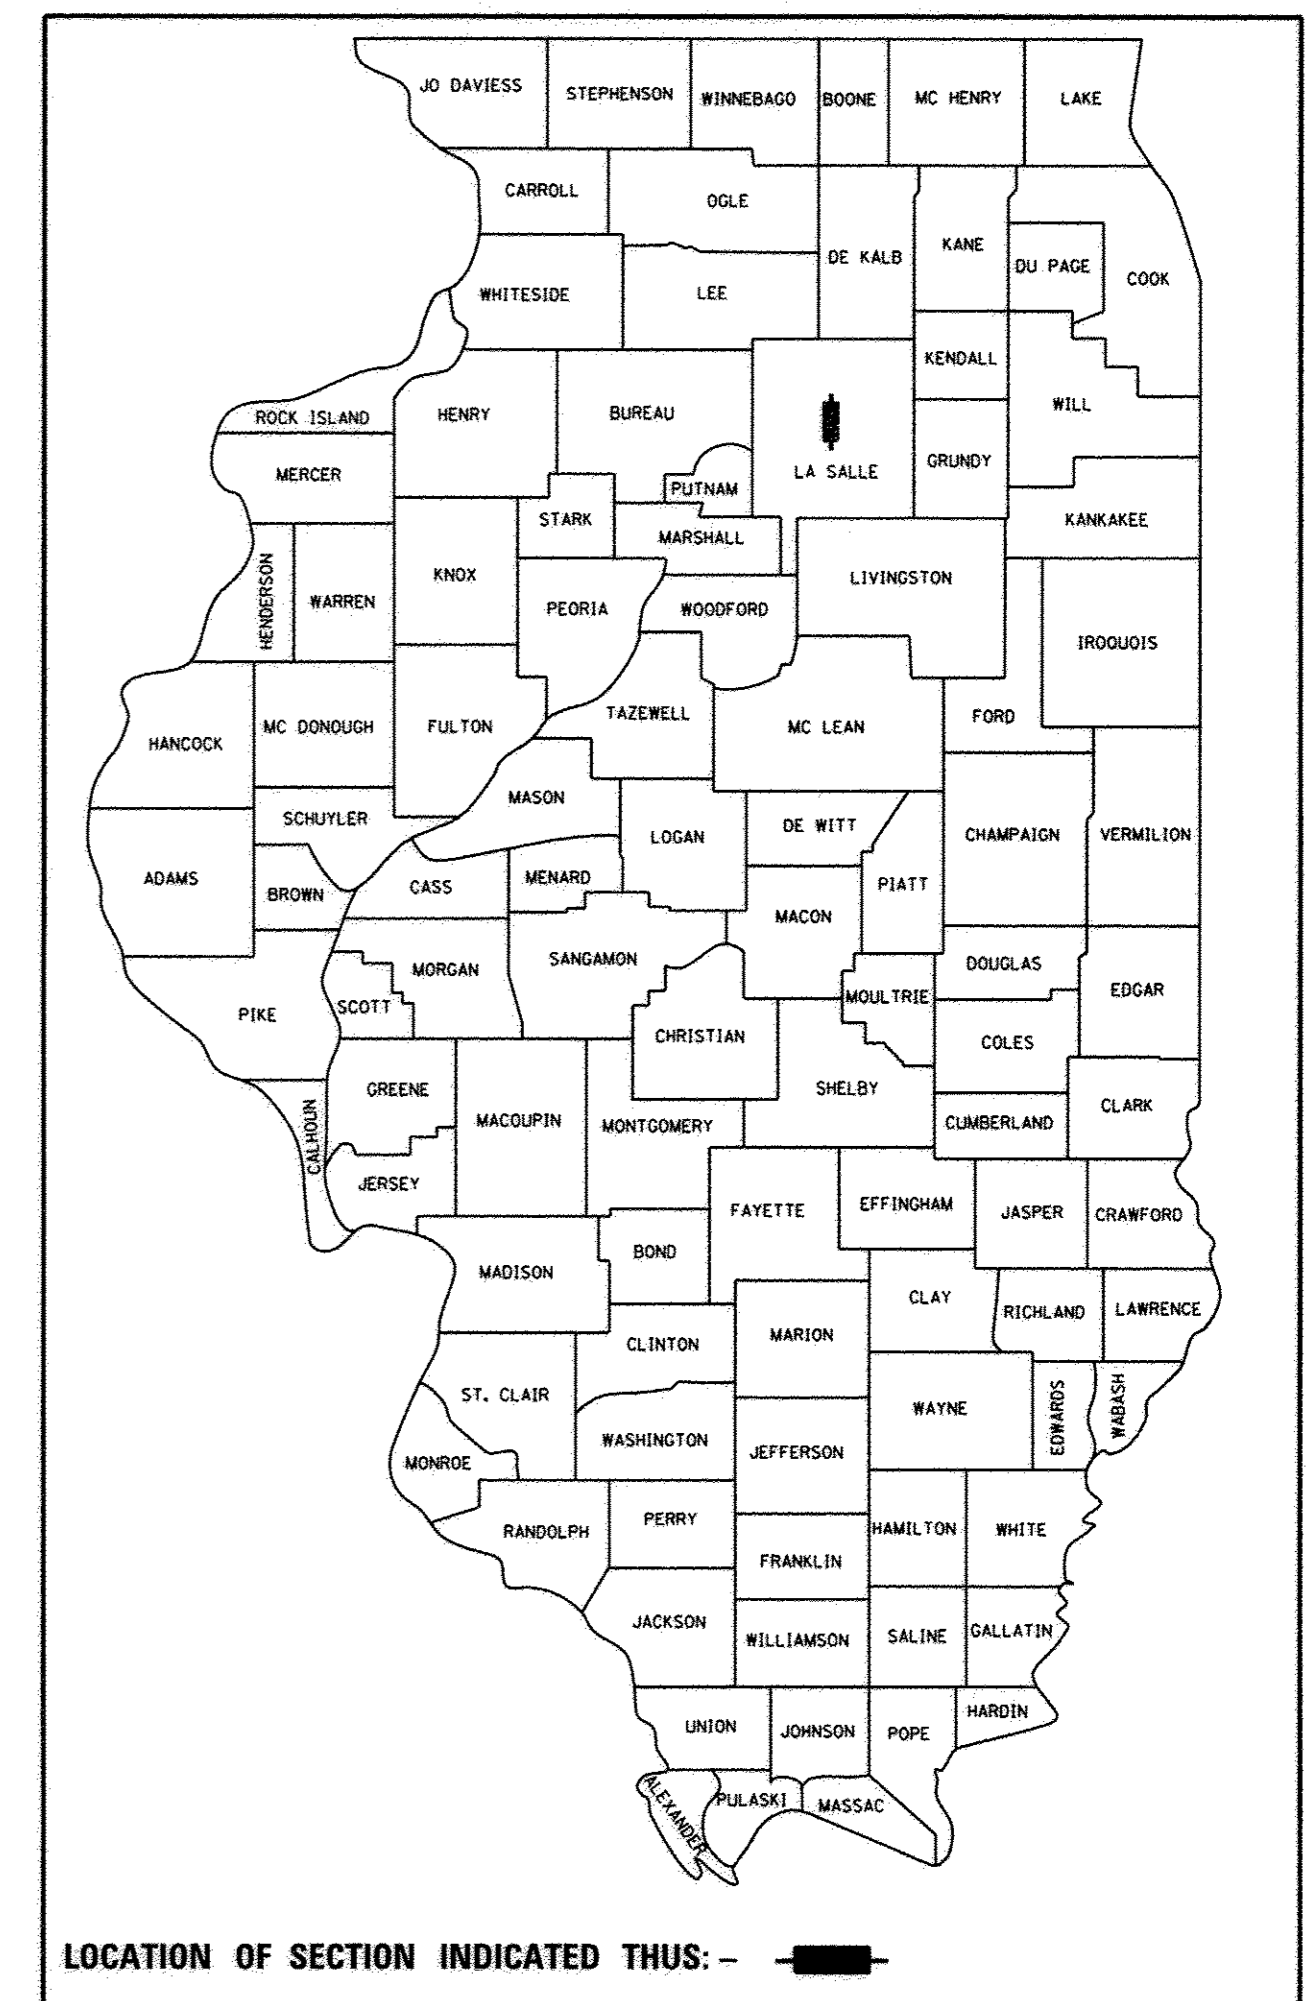 JO DAVIESS
STEPHENSON
WINNEBAGO
BOONE
MC HENRY
LAKE
CARROLL
OGLE
DE KALB
KANE
DU PAGE
COOK
WHITESIDE
LEE
KENDALL
WILL
ROCK ISLAND
HENRY
BUREAU
LA SALLE
GRUNDY
MERCER
PUTNAM
STARK
MARSHALL
KANKAKEE
HENDERSON
WARREN
KNOX
PEORIA
WOODFORD
LIVINGSTON
IROQUOIS
HANCOCK
MC DONOUGH
FULTON
TAZEWELL
MC LEAN
FORD
SCHUYLER
MASON
LOGAN
DE WITT
CHAMPAIGN
VERMILION
ADAMS
BROWN
CASS
MENARD
MACON
PIATT
PIKE
SCOTT
MORGAN
SANGAMON
CHRISTIAN
MOULTRIE
DOUGLAS
EDGAR
COLES
CALHOUN
GREENE
MACOUPIN
MONTGOMERY
SHELBY
CUMBERLAND
CLARK
JERSEY
FAYETTE
EFFINGHAM
JASPER
CRAWFORD
MADISON
BOND
CLAY
RICHLAND
LAWRENCE
CLINTON
MARION
ST. CLAIR
WAYNE
EDWARDS
WABASH
MONROE
WASHINGTON
JEFFERSON
RANDOLPH
PERRY
HAMILTON
WHITE
FRANKLIN
JACKSON
WILLIAMSON
SALINE
GALLATIN
UNION
JOHNSON
POPE
HARDIN
ALEXANDER
PULASKI
MASSAC
LOCATION OF SECTION INDICATED THUS: –